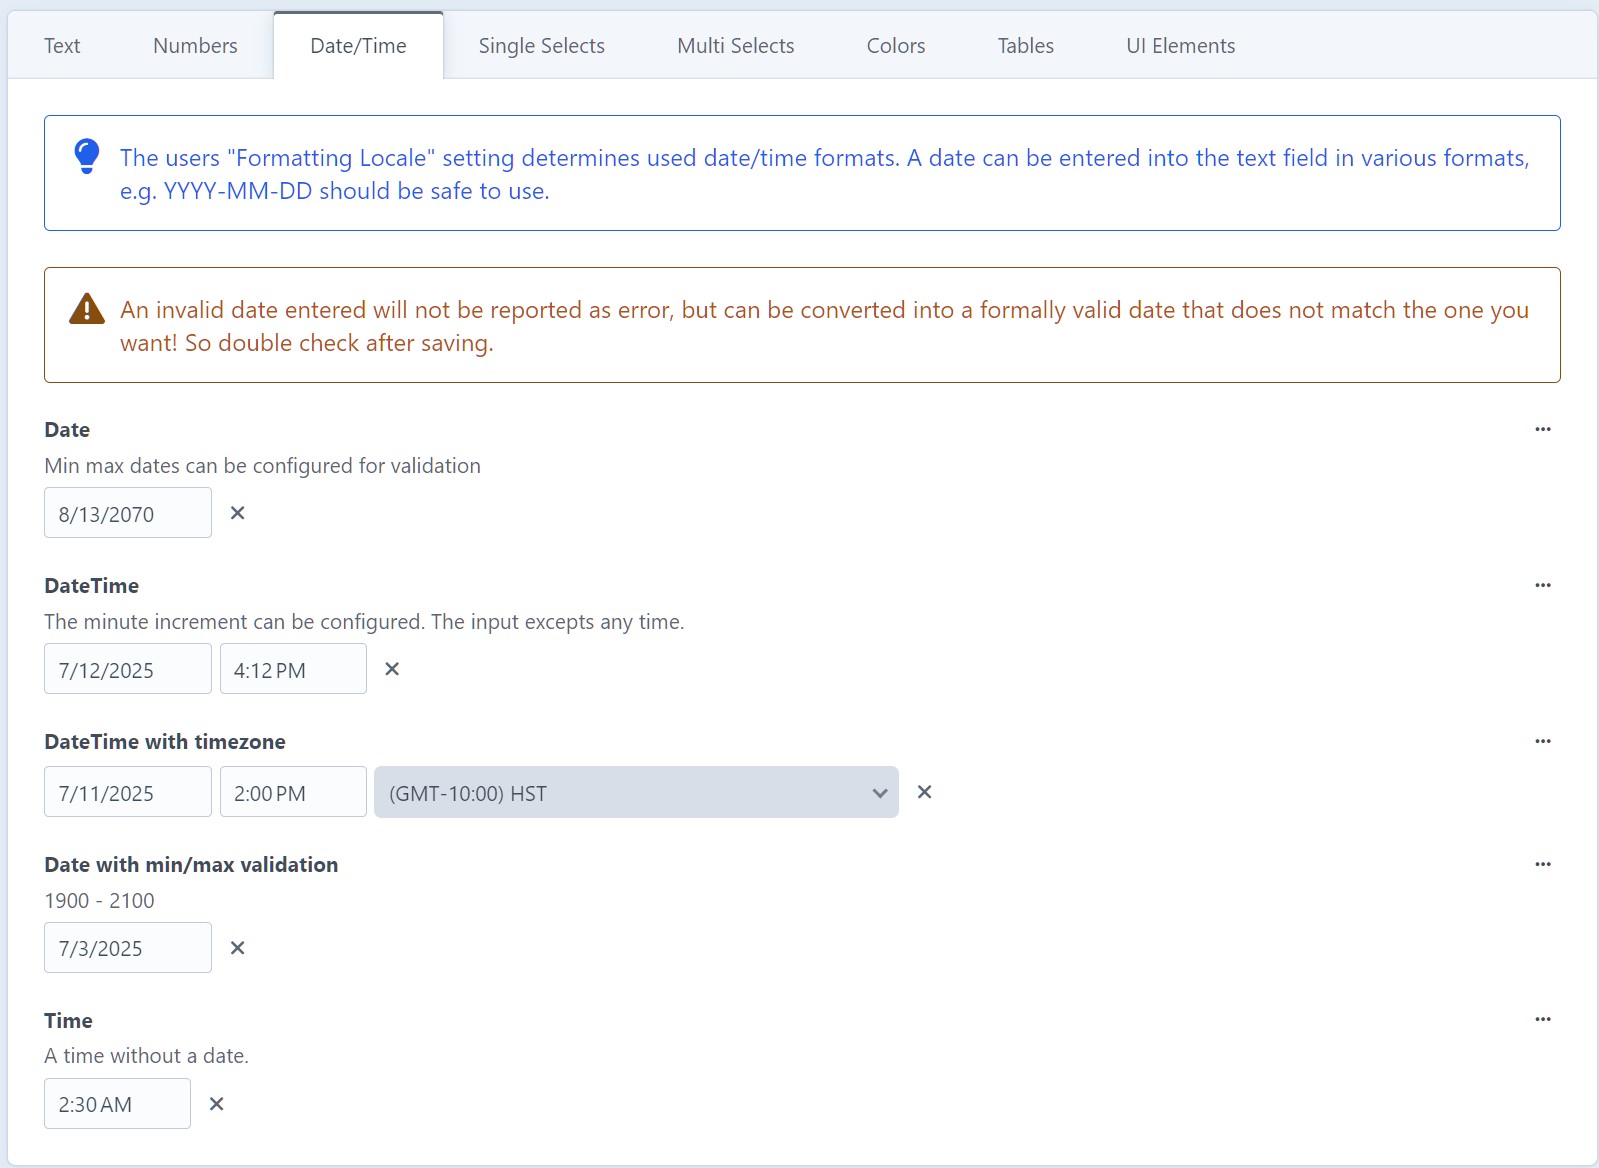 Text Numbers Date/Time Single Selects Multi Selects Colors Tables UI Elements
The users "Formatting Locale" setting determines used date/time formats. A date can be entered into the text field in various formats,
e.g. YYYY-MM-DD should be safe to use.
An invalid date entered will not be reported as error, but can be converted into a formally valid date that does not match the one you
want! So double check after saving.
Date
Min max dates can be configured for validation
8/13/2070
DateTime
The minute increment can be configured. The input excepts any time.
7/12/2025 4:12 PM
DateTime with timezone
7/11/2025 2:00 PM (GMT-10:00) HST
Date with min/max validation
1900 - 2100
7/3/2025
Time
A time without a date.
2:30 AM